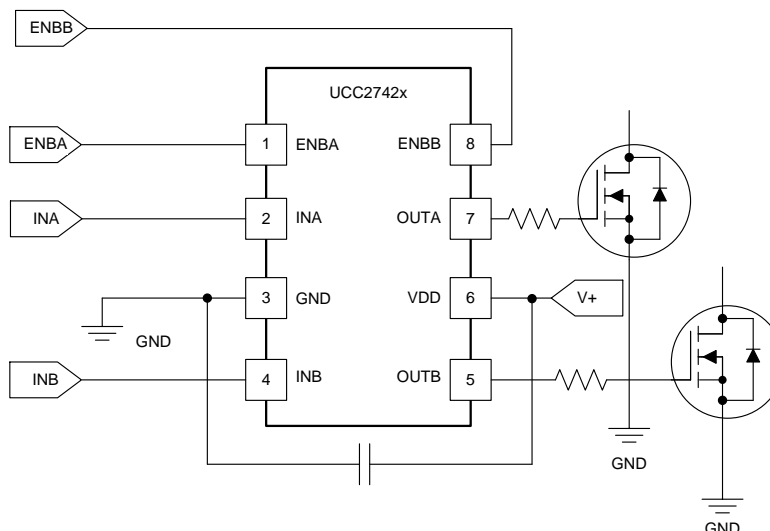 ENBB
UCC2742x
ENBA
1
ENBA
ENBB
8
INA
2
INA
OUTA
7
3
GND
VDD
6
V+
GND
INB
4
INB
OUTB
5
GND
GND